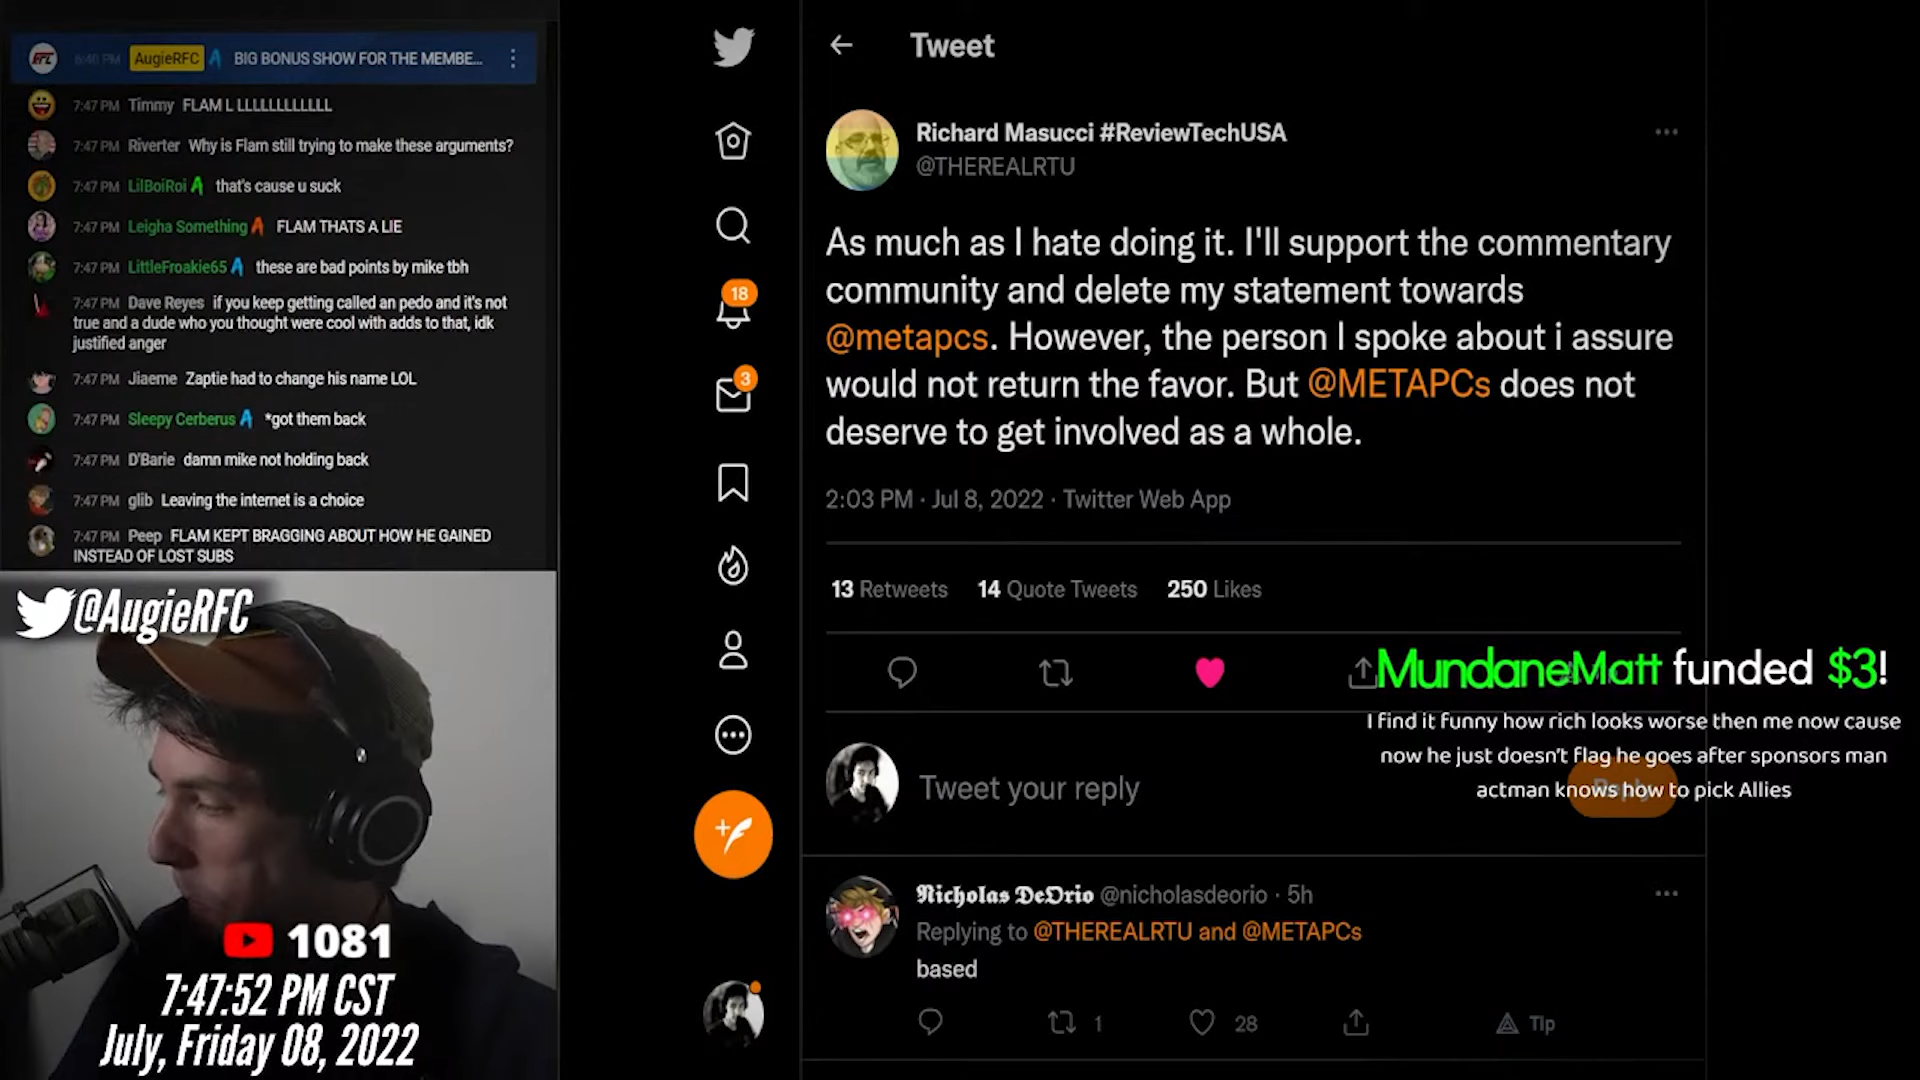 RFC 6:40 PM AugieRFC BIG BONUS SHOW FOR THE MEMBE...
7:47 PM Timmy FLAM L LLLLLLLLLLLL
7:47 PM Riverter Why is Flam still trying to make these arguments?
7:47 PM LilBoiRoi that's cause u suck
7:47 PM Leigha Something FLAM THATS A LIE
7:47 PM LittleFroakie65 these are bad points by mike tbh
7:47 PM Dave Reyes if you keep getting called an pedo and it's not
true and a dude who you thought were cool with adds to that, idk
justified anger
7:47 PM Jiaeme Zaptie had to change his name LOL
7:47 PM Sleepy Cerberus *got them back
7:47 PM D'Barie damn mike not holding back
7:47 PM glib Leaving the internet is a choice
7:47 PM Peep FLAM KEPT BRAGGING ABOUT HOW HE GAINED
INSTEAD OF LOST SUBS
@AugieRFC
1081
7:47:52 PM CST
July, Friday 08, 2022
18
3
Tweet
Richard Masucci #ReviewTechUSA
@THEREALRTU
As much as I hate doing it. I'll support the commentary
community and delete my statement towards
@metapcs. However, the person I spoke about i assure
would not return the favor. But @METAPCs does not
deserve to get involved as a whole.
2:03 PM · Jul 8, 2022 · Twitter Web App
13 Retweets 14 Quote Tweets 250 Likes
MundaneMatt funded $3!
I find it funny how rich looks worse then me now cause
now he just doesn't flag he goes after sponsors man
actman knows how to pick Allies
Tweet your reply
Reply
Nicholas DeOrio @nicholasdeorio · 5h
Replying to @THEREALRTU and @METAPCs
based
1 28 Tip